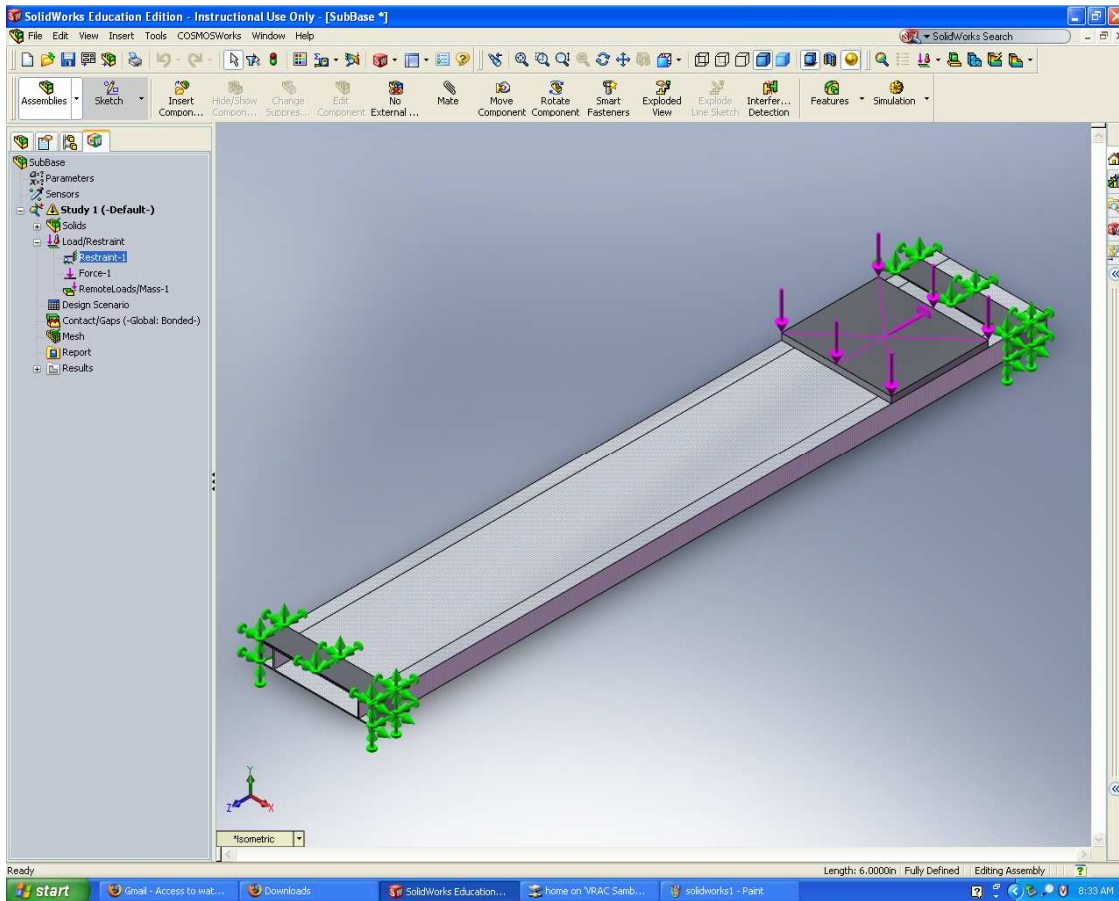 SolidWorks Education Edition - Instructional Use Only - [SubBase *]
File Edit View Insert Tools COSMOSWorks Window Help
SolidWorks Search
Assemblies
Sketch
Insert Compon...
Hide/Show Compon...
Change Suppres...
Edit Component
No External ...
Mate
Move Component
Rotate Component
Smart Fasteners
Exploded View
Explode Line Sketch
Interfer... Detection
Features
Simulation
SubBase
Parameters
Sensors
Study 1 (-Default-)
Solids
Load/Restraint
Restraint-1
Force-1
RemoteLoads/Mass-1
Design Scenario
Contact/Gaps (-Global: Bonded-)
Mesh
Report
Results
Y
Z
X
*Isometric
Ready
Length: 6.0000in Fully Defined Editing Assembly
start
Gmail - Access to wat...
Downloads
SolidWorks Education...
home on 'VRAC Samb...
solidworks1 - Paint
8:33 AM